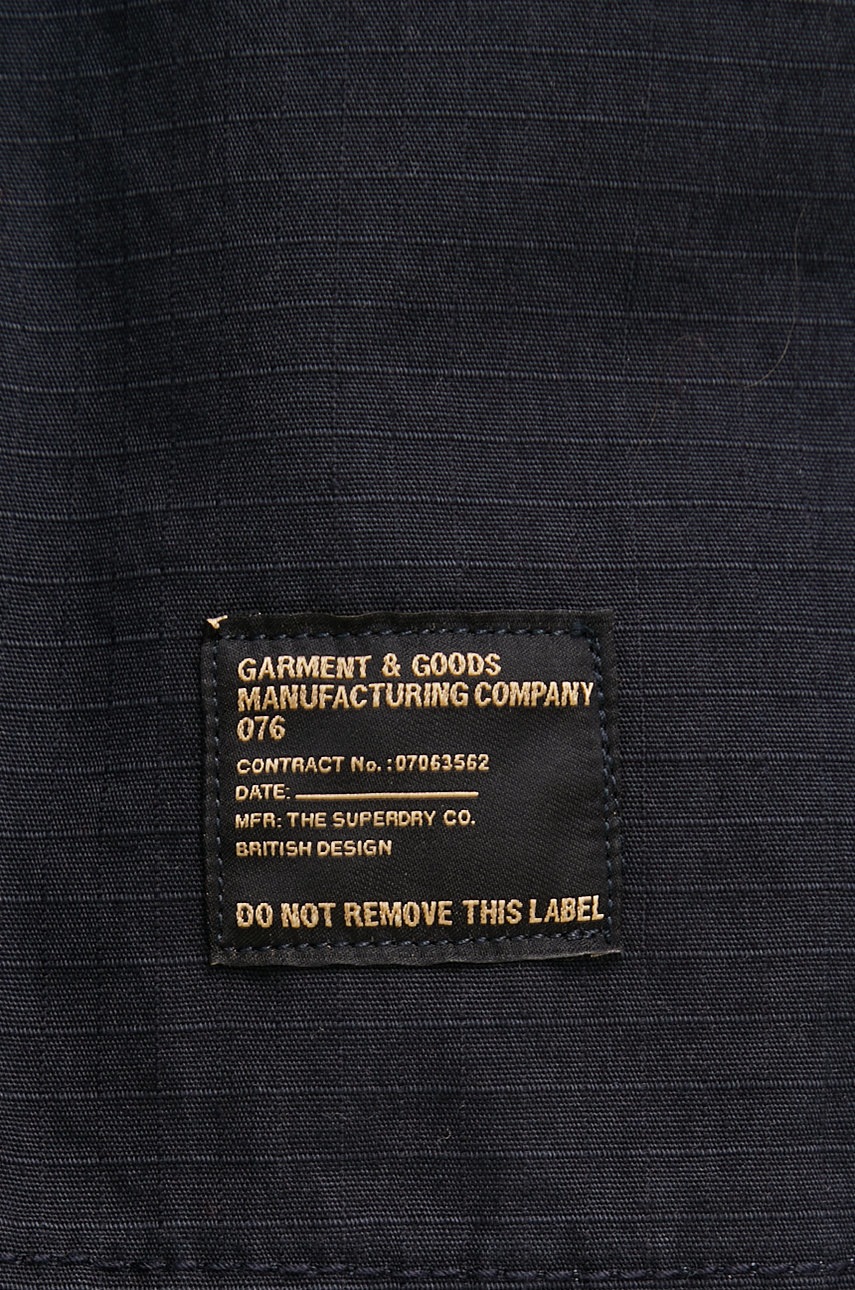 GARMENT & GOODS
MANUFACTURING COMPANY
076
CONTRACT No.:07063562
DATE:
MFR: THE SUPERDRY CO.
BRITISH DESIGN
DO NOT REMOVE THIS LABEL